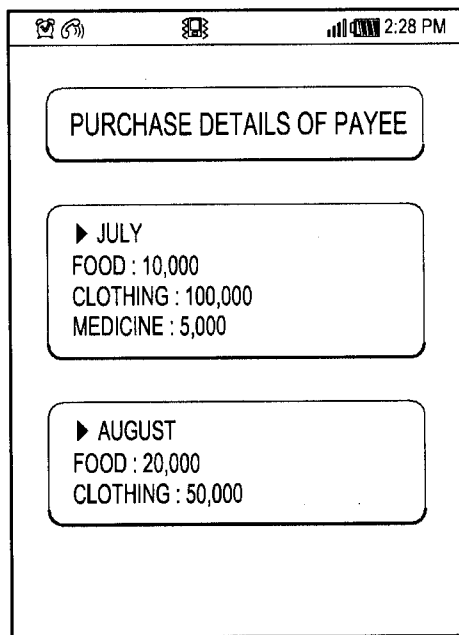 2:28 PM
PURCHASE DETAILS OF PAYEE
▶ JULY
FOOD : 10,000
CLOTHING : 100,000
MEDICINE : 5,000
▶ AUGUST
FOOD : 20,000
CLOTHING : 50,000